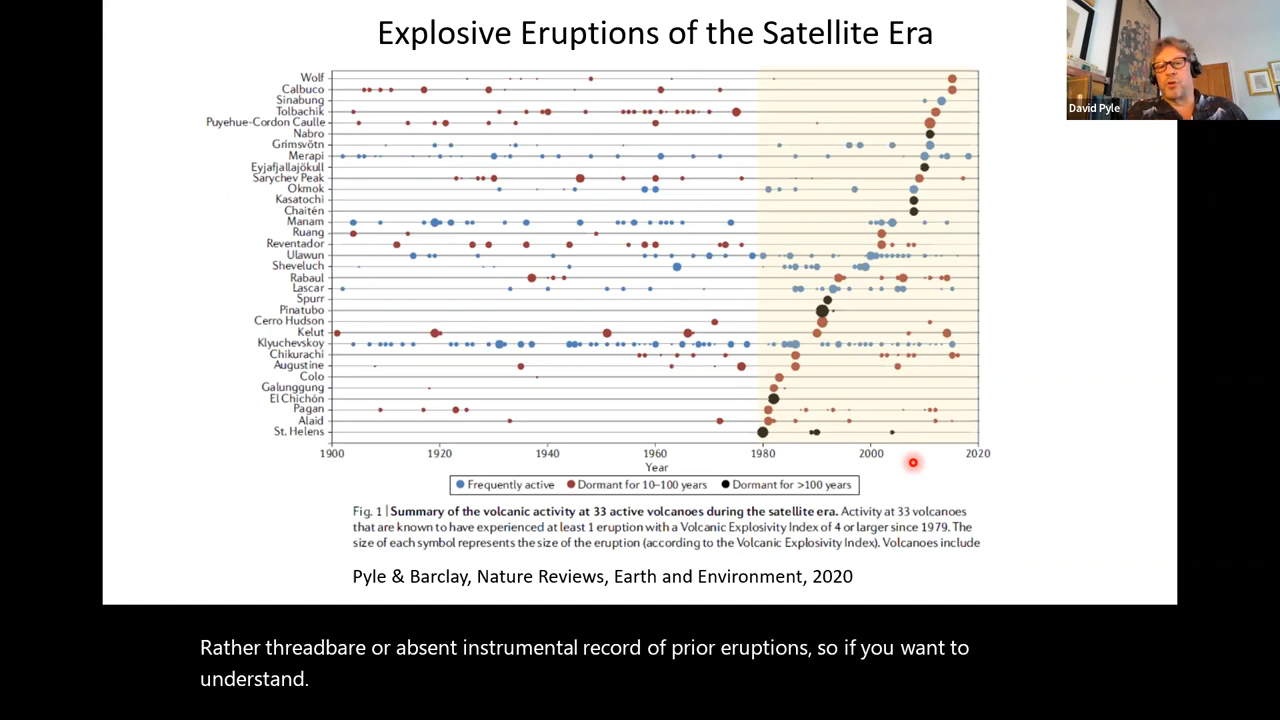 Explosive Eruptions of the Satellite Era
David Pyle
Wolf
Calbuco
Sinabung
Tolbachik
Puyehue-Cordon Caulle
Nabro
Grímsvötn
Merapi
Eyjafjallajökull
Sarychev Peak
Okmok
Kasatochi
Chaitén
Manam
Ruang
Reventador
Ulawun
Sheveluch
Rabaul
Lascar
Spurr
Pinatubo
Cerro Hudson
Kelut
Klyuchevskoy
Chikurachi
Augustine
Colo
Galunggung
El Chichón
Pagan
Alaid
St. Helens
1900 1920 1940 1960 1980 2000 2020
Year
Frequently active Dormant for 10–100 years Dormant for >100 years
Fig. 1 | Summary of the volcanic activity at 33 active volcanoes during the satellite era. Activity at 33 volcanoes
that are known to have experienced at least 1 eruption with a Volcanic Explosivity Index of 4 or larger since 1979. The
size of each symbol represents the size of the eruption (according to the Volcanic Explosivity Index). Volcanoes include
Pyle & Barclay, Nature Reviews, Earth and Environment, 2020
Rather threadbare or absent instrumental record of prior eruptions, so if you want to
understand.